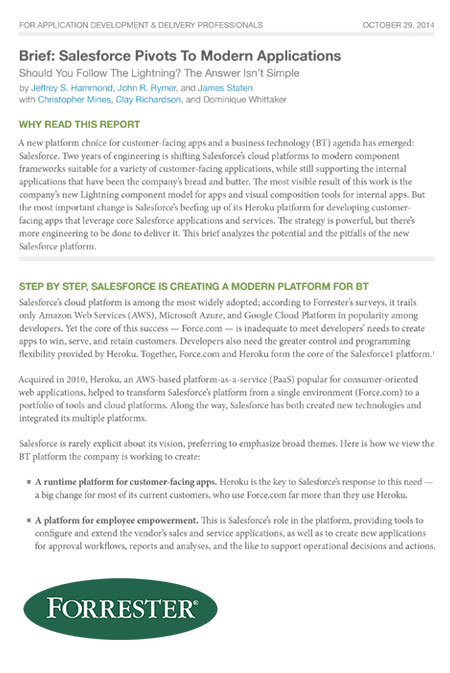 FOR APPLICATION DEVELOPMENT & DELIVERY PROFESSIONALS OCTOBER 29, 2014
Brief: Salesforce Pivots To Modern Applications
Should You Follow The Lightning? The Answer Isn’t Simple
by Jeffrey S. Hammond, John R. Rymer, and James Staten
with Christopher Mines, Clay Richardson, and Dominique Whittaker
WHY READ THIS REPORT
A new platform choice for customer-facing apps and a business technology (BT) agenda has emerged:
Salesforce. Two years of engineering is shifting Salesforce’s cloud platforms to modern component
frameworks suitable for a variety of customer-facing applications, while still supporting the internal
applications that have been the company’s bread and butter. The most visible result of this work is the
company’s new Lightning component model for apps and visual composition tools for internal apps. But
the most important change is Salesforce’s beefing up of its Heroku platform for developing customer-
facing apps that leverage core Salesforce applications and services. The strategy is powerful, but there’s
more engineering to be done to deliver it. This brief analyzes the potential and the pitfalls of the new
Salesforce platform.
STEP BY STEP, SALESFORCE IS CREATING A MODERN PLATFORM FOR BT
Salesforce’s cloud platform is among the most widely adopted; according to Forrester’s surveys, it trails
only Amazon Web Services (AWS), Microsoft Azure, and Google Cloud Platform in popularity among
developers. Yet the core of this success — Force.com — is inadequate to meet developers’ needs to create
apps to win, serve, and retain customers. Developers also need the greater control and programming
flexibility provided by Heroku. Together, Force.com and Heroku form the core of the Salesforce1 platform.¹
Acquired in 2010, Heroku, an AWS-based platform-as-a-service (PaaS) popular for consumer-oriented
web applications, helped to transform Salesforce’s platform from a single environment (Force.com) to a
portfolio of tools and cloud platforms. Along the way, Salesforce has both created new technologies and
integrated its multiple platforms.
Salesforce is rarely explicit about its vision, preferring to emphasize broad themes. Here is how we view the
BT platform the company is working to create:
■ A runtime platform for customer-facing apps. Heroku is the key to Salesforce’s response to this need —
a big change for most of its current customers, who use Force.com far more than they use Heroku.
■ A platform for employee empowerment. This is Salesforce’s role in the platform, providing tools to
configure and extend the vendor’s sales and service applications, as well as to create new applications
for approval workflows, reports and analyses, and the like to support operational decisions and actions.
FORRESTER®